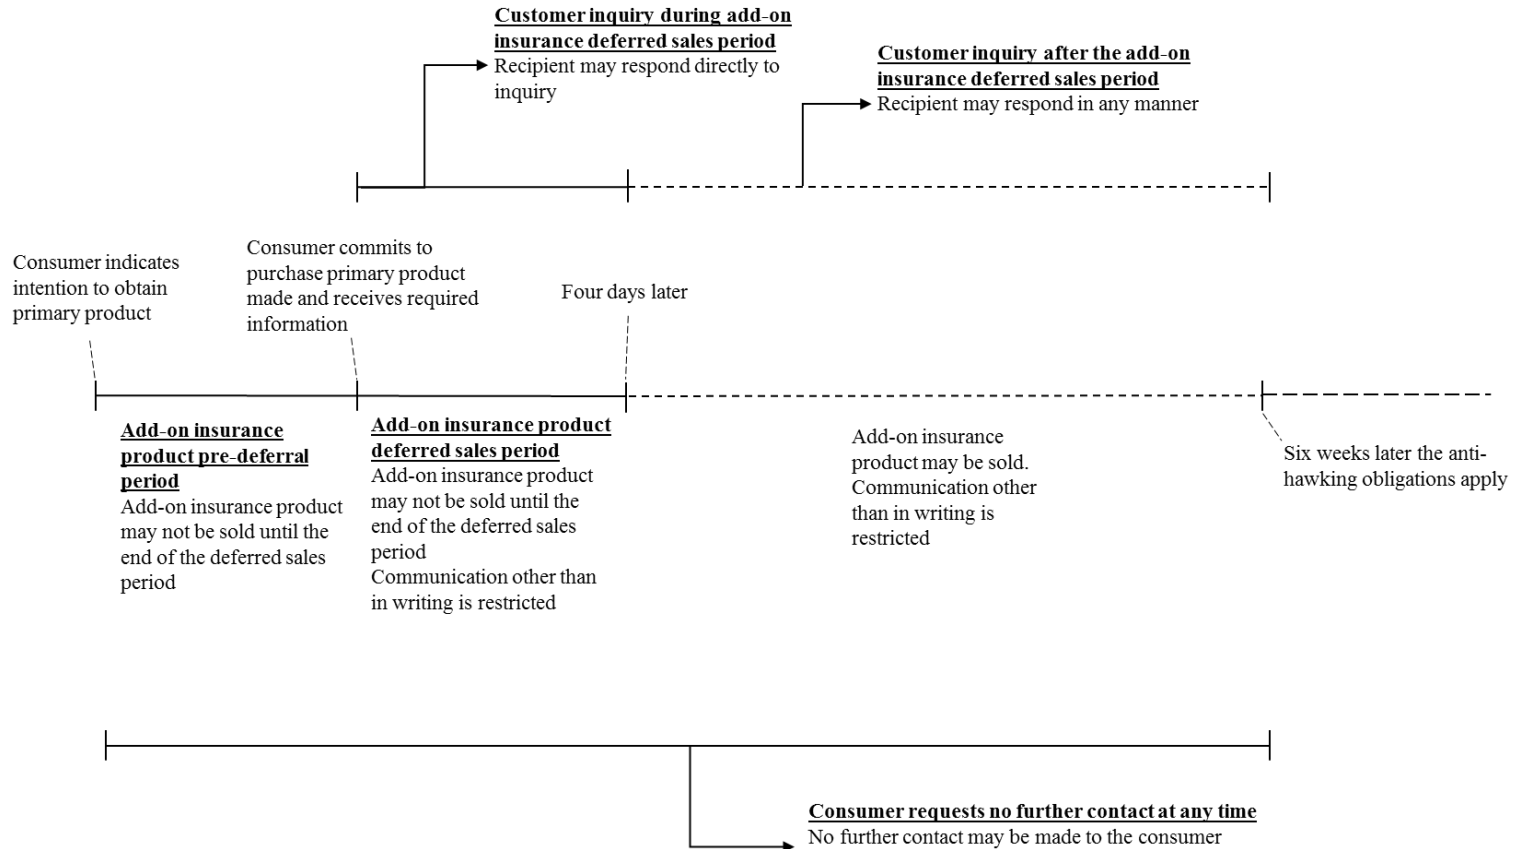 Customer inquiry during add-on
insurance deferred sales period
Recipient may respond directly to
inquiry
Customer inquiry after the add-on
insurance deferred sales period
Recipient may respond in any manner
Consumer indicates
intention to obtain
primary product
Consumer commits to
purchase primary product
made and receives required
information
Four days later
Add-on insurance
product pre-deferral
period
Add-on insurance product
may not be sold until the
end of the deferred sales
period
Add-on insurance product
deferred sales period
Add-on insurance product
may not be sold until the
end of the deferred sales
period
Communication other than
in writing is restricted
Add-on insurance
product may be sold.
Communication other
than in writing is
restricted
Six weeks later the anti-
hawking obligations apply
Consumer requests no further contact at any time
No further contact may be made to the consumer